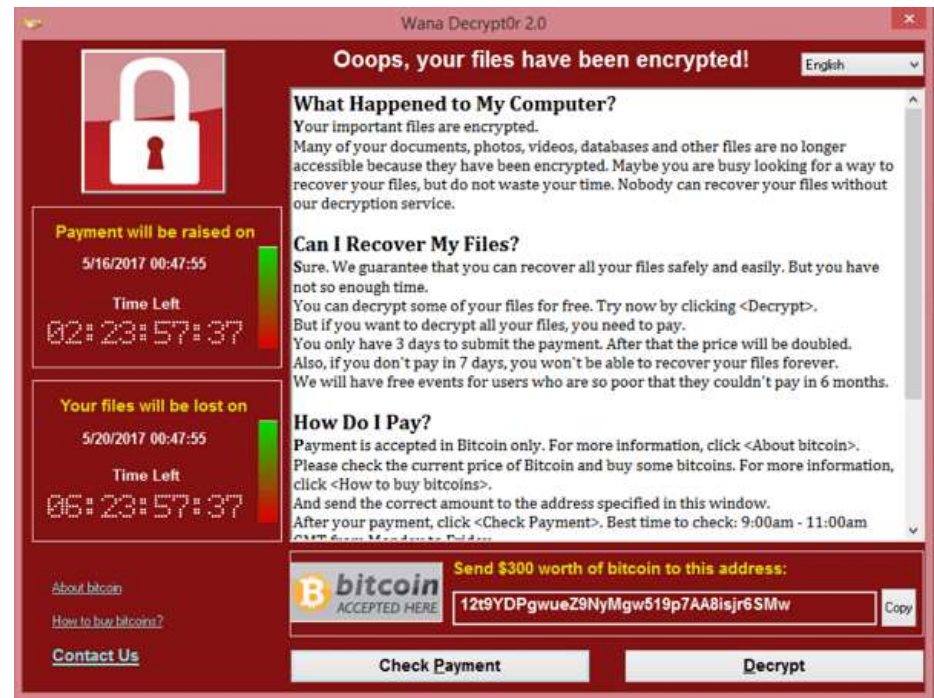 Wana Decrypt0r 2.0
Ooops, your files have been encrypted!
English
Payment will be raised on
5/16/2017 00:47:55
Time Left
02:23:57:37
Your files will be lost on
5/20/2017 00:47:55
Time Left
06:23:57:37
About bitcoin
How to buy bitcoins?
Contact Us
What Happened to My Computer?
Your important files are encrypted.
Many of your documents, photos, videos, databases and other files are no longer
accessible because they have been encrypted. Maybe you are busy looking for a way to
recover your files, but do not waste your time. Nobody can recover your files without
our decryption service.
Can I Recover My Files?
Sure. We guarantee that you can recover all your files safely and easily. But you have
not so enough time.
You can decrypt some of your files for free. Try now by clicking <Decrypt>.
But if you want to decrypt all your files, you need to pay.
You only have 3 days to submit the payment. After that the price will be doubled.
Also, if you don't pay in 7 days, you won't be able to recover your files forever.
We will have free events for users who are so poor that they couldn't pay in 6 months.
How Do I Pay?
Payment is accepted in Bitcoin only. For more information, click <About bitcoin>.
Please check the current price of Bitcoin and buy some bitcoins. For more information,
click <How to buy bitcoins>.
And send the correct amount to the address specified in this window.
After your payment, click <Check Payment>. Best time to check: 9:00am - 11:00am
GMT from Monday to Friday.
bitcoin
ACCEPTED HERE
Send $300 worth of bitcoin to this address:
12t9YDPgwueZ9NyMgw519p7AA8isjr6SMw
Copy
Check Payment
Decrypt